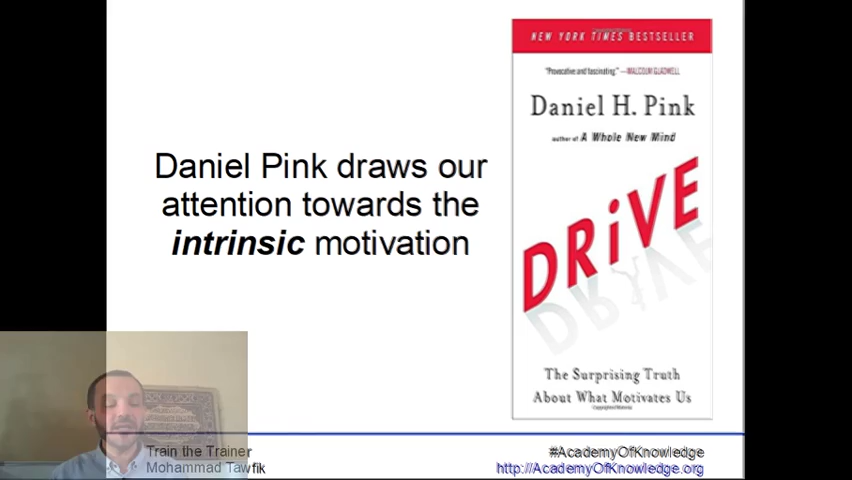 Daniel Pink draws our
attention towards the
intrinsic motivation
NEW YORK TIMES BESTSELLER
"Provocative and fascinating." —MALCOLM GLADWELL
Daniel H. Pink
author of A Whole New Mind
DRiVE
The Surprising Truth
About What Motivates Us
Train the Trainer
Mohammad Tawfik
#AcademyOfKnowledge
http://AcademyOfKnowledge.org